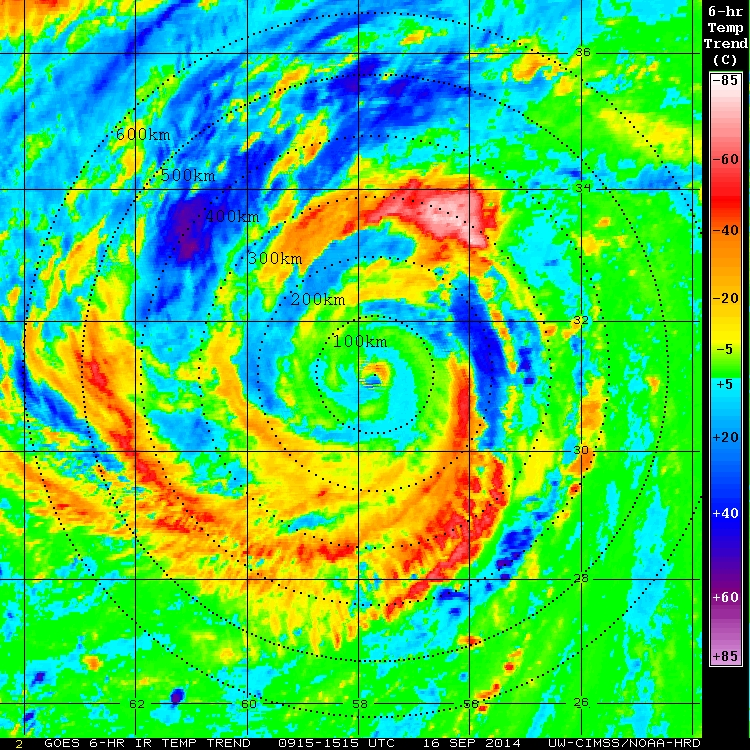 6-hr
Temp
Trend
(C)
-85
-60
-40
-20
-5
+5
+20
+40
+60
+85
36
600km
500km
34
400km
300km
200km
32
100km
30
28
62 60 58 56 26
2 GOES 6-HR IR TEMP TREND 0915-1515 UTC 16 SEP 2014 UW-CIMSS/NOAA-HRD